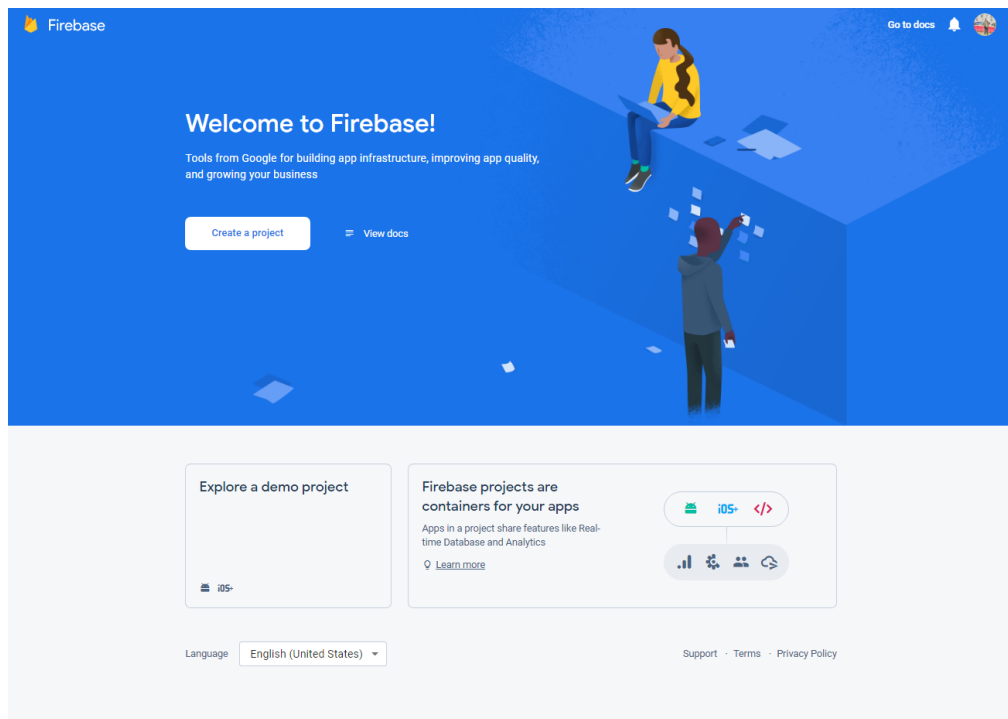 Firebase
Go to docs
Welcome to Firebase!
Tools from Google for building app infrastructure, improving app quality,
and growing your business
Create a project
View docs
Explore a demo project
iOS+
Firebase projects are
containers for your apps
Apps in a project share features like Real-
time Database and Analytics
Learn more
iOS+
</>
Language
English (United States)
Support · Terms · Privacy Policy